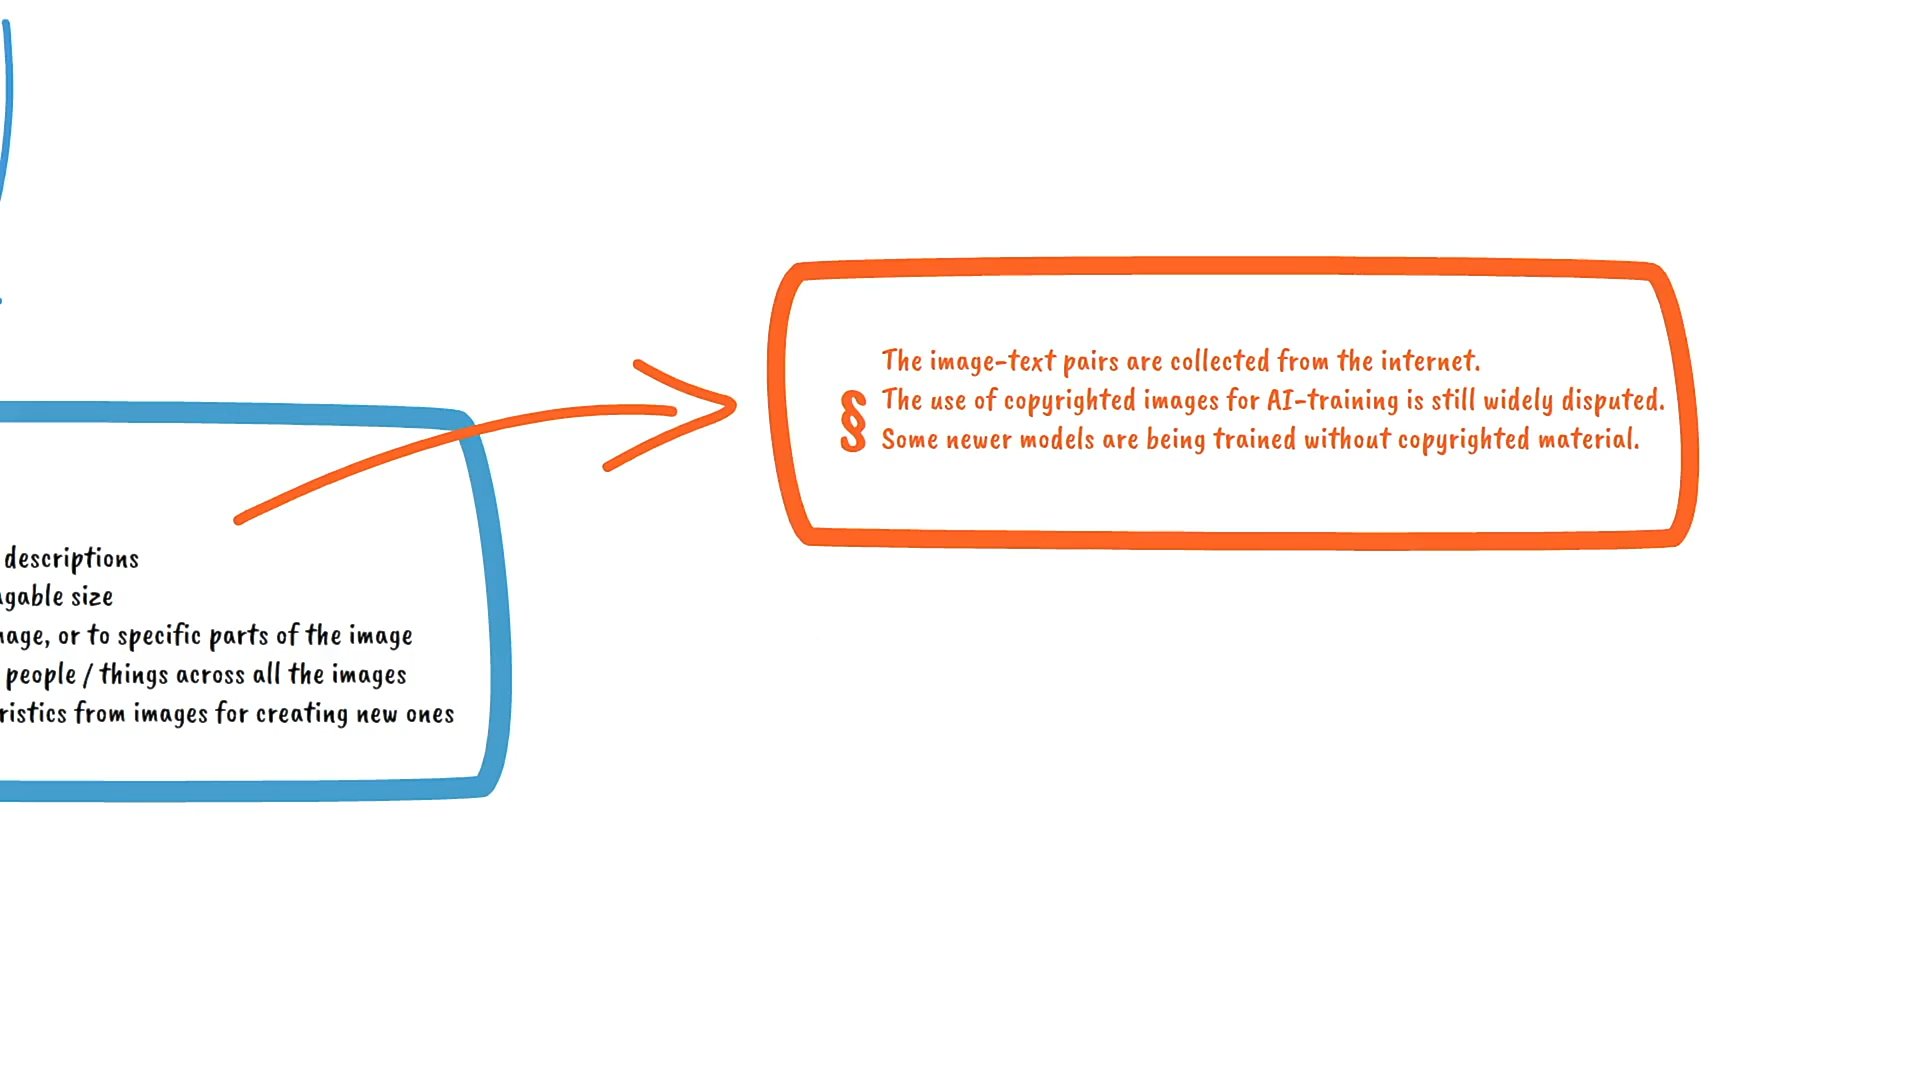 The image-text pairs are collected from the internet.
§ The use of copyrighted images for AI-training is still widely disputed.
Some newer models are being trained without copyrighted material.
descriptions
size
or to specific parts of the image
people / things across all the images
from images for creating new ones